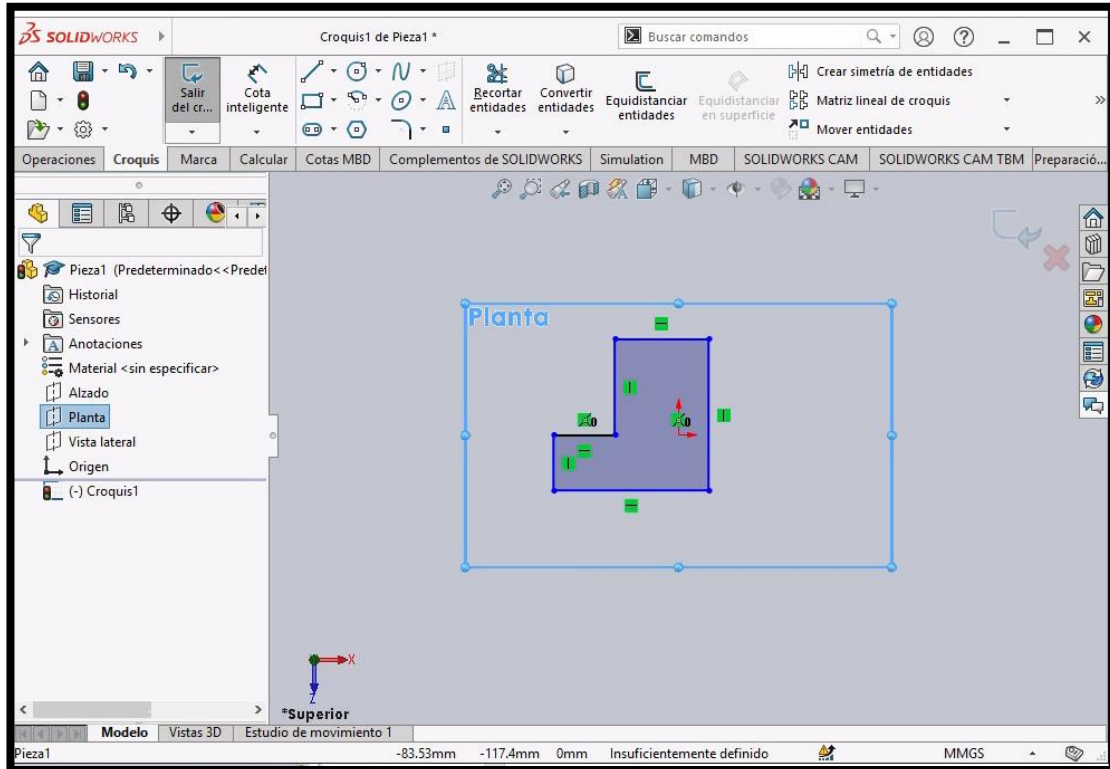 SOLIDWORKS
Croquis1 de Pieza1 *
Buscar comandos
Salir del cr...
Cota inteligente
Recortar entidades
Convertir entidades
Equidistanciar entidades
Equidistanciar en superficie
Crear simetría de entidades
Matriz lineal de croquis
Mover entidades
Operaciones Croquis Marca Calcular Cotas MBD Complementos de SOLIDWORKS Simulation MBD SOLIDWORKS CAM SOLIDWORKS CAM TBM Preparació...
Pieza1 (Predeterminado<<Predet
Historial
Sensores
Anotaciones
Material <sin especificar>
Alzado
Planta
Vista lateral
Origen
(-) Croquis1
Planta
0
0
X
Z
*Superior
Modelo Vistas 3D Estudio de movimiento 1
Pieza1 -83.53mm -117.4mm 0mm Insuficientemente definido MMGS